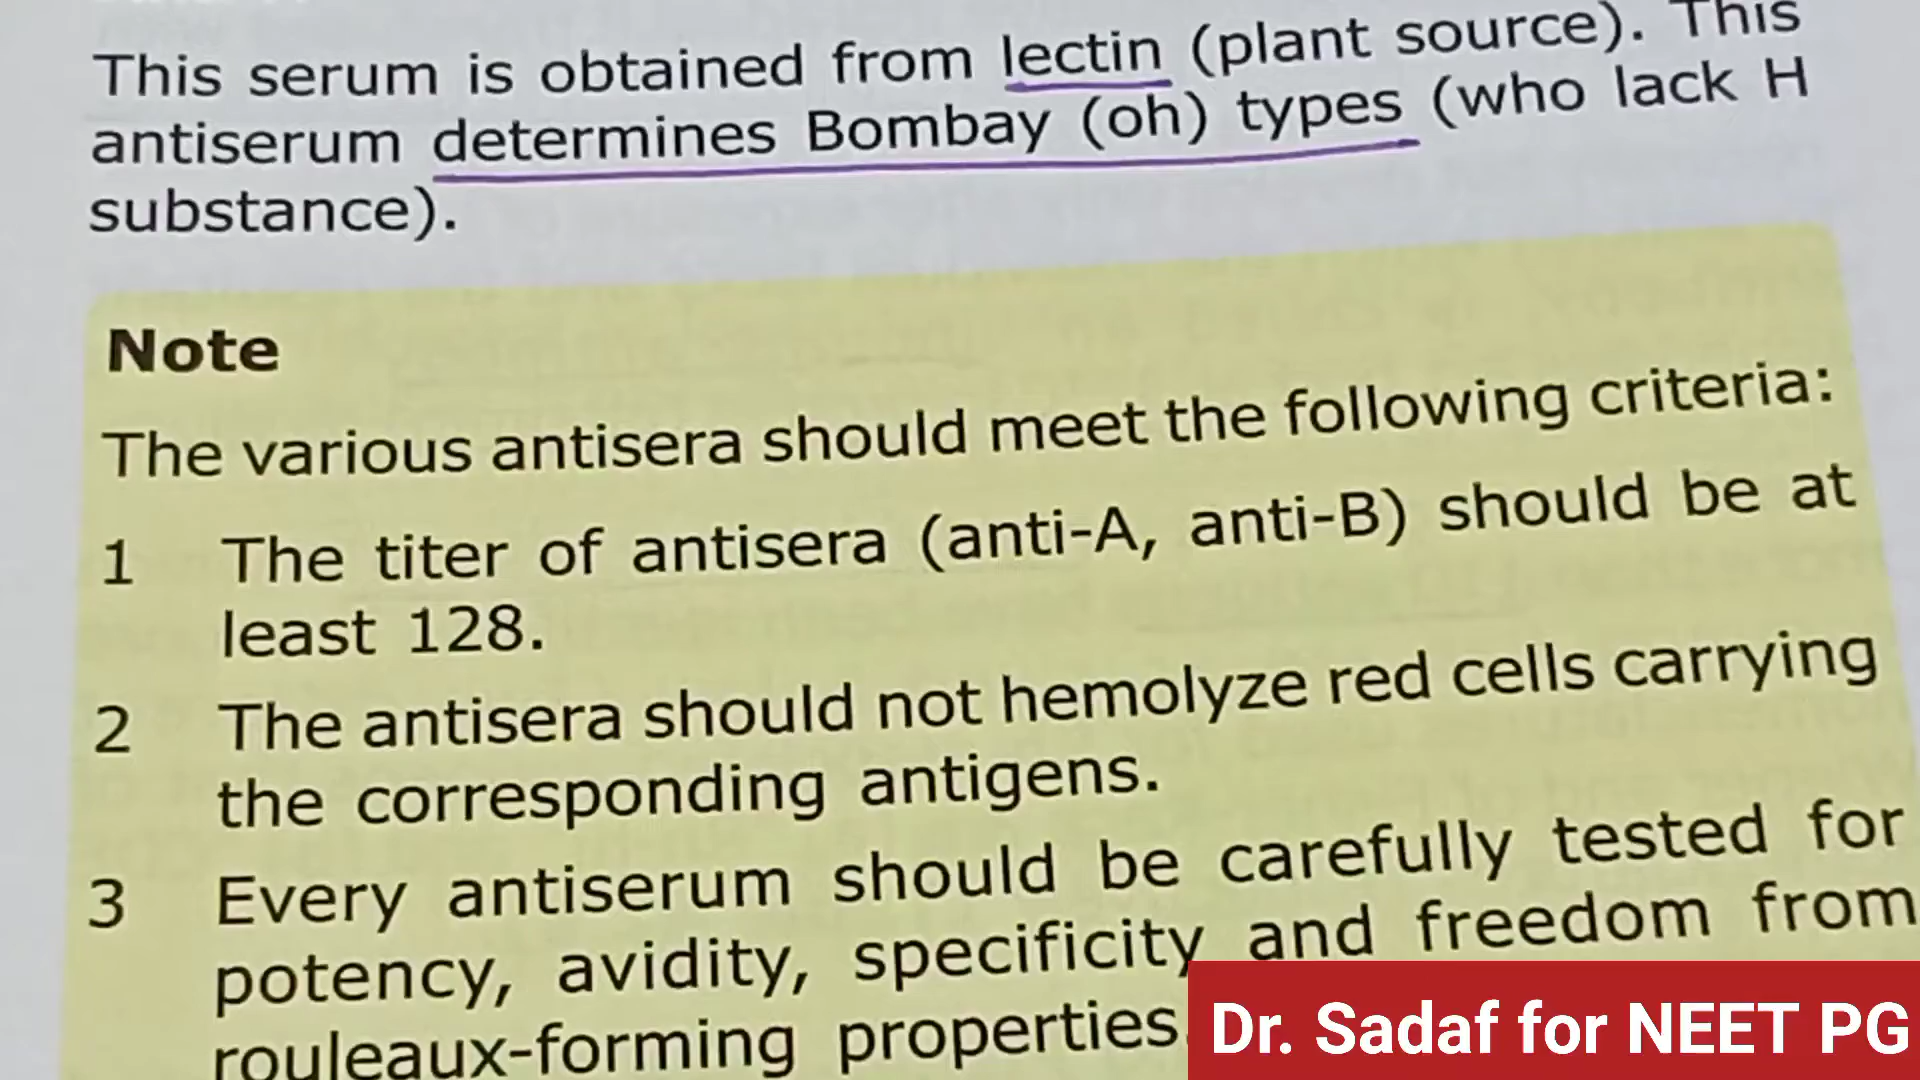 This serum is obtained from lectin (plant source). This
antiserum determines Bombay (oh) types (who lack H
substance).
Note
The various antisera should meet the following criteria:
1 The titer of antisera (anti-A, anti-B) should be at
least 128.
2 The antisera should not hemolyze red cells carrying
the corresponding antigens.
3 Every antiserum should be carefully tested for
potency, avidity, specificity and freedom from
rouleaux-forming properties.
Dr. Sadaf for NEET PG